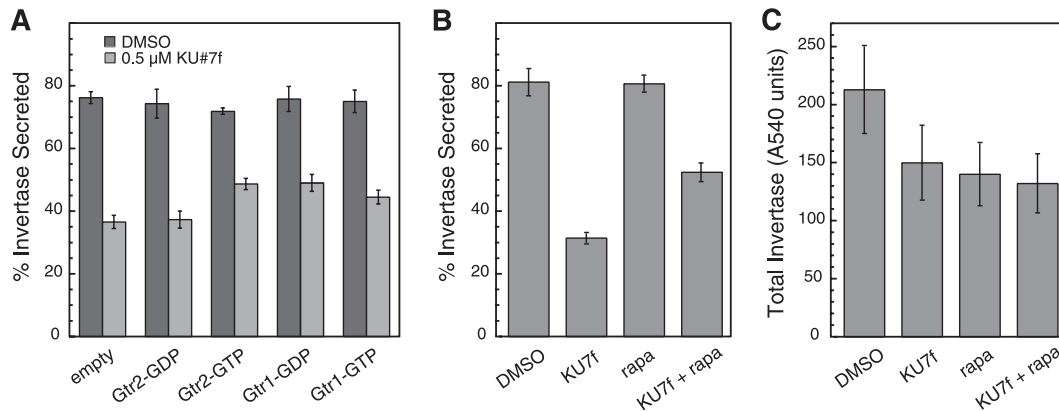 A
DMSO
0.5 µM KU#7f
% Invertase Secreted
100
80
60
40
20
0
empty
Gtr2-GDP
Gtr2-GTP
Gtr1-GDP
Gtr1-GTP
B
% Invertase Secreted
100
80
60
40
20
0
DMSO
KU7f
rapa
KU7f + rapa
C
Total Invertase (A540 units)
250
200
150
100
50
0
DMSO
KU7f
rapa
KU7f + rapa